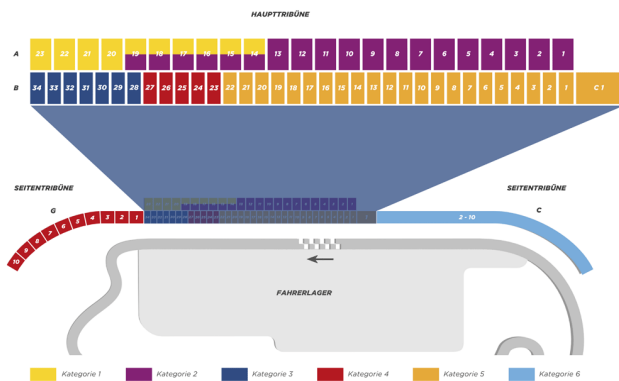 HAUPTTRIBÜNE
A 23 22 21 20 19 18 17 16 15 14 13 12 11 10 9 8 7 6 5 4 3 2 1
B 34 33 32 31 30 29 28 27 26 25 24 23 22 21 20 19 18 17 16 15 14 13 12 11 10 9 8 7 6 5 4 3 2 1 C 1
SEITENTRIBÜNE
G
10 9 8 7 6 5 4 3 2 1
SEITENTRIBÜNE
C
2 - 10
FAHRERLAGER
Kategorie 1 Kategorie 2 Kategorie 3 Kategorie 4 Kategorie 5 Kategorie 6